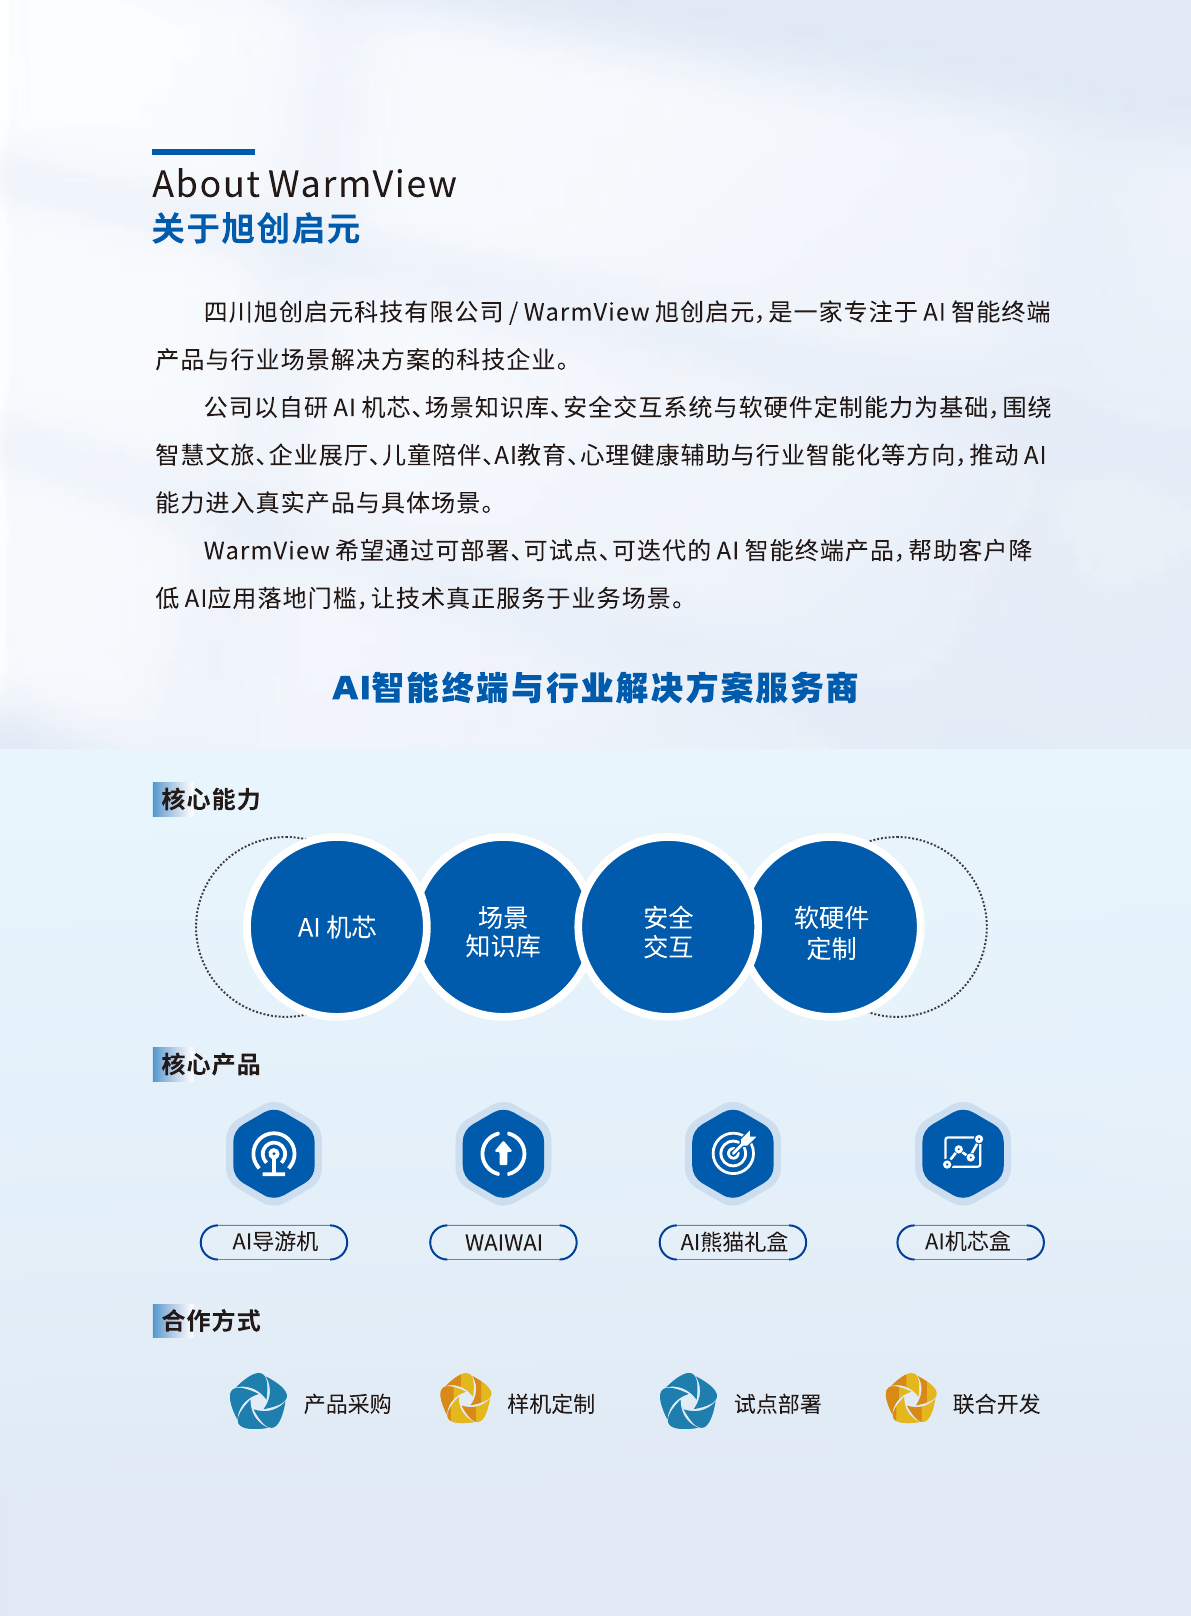 About WarmView
关于旭创启元
四川旭创启元科技有限公司 / WarmView 旭创启元，是一家专注于 AI 智能终端
产品与行业场景解决方案的科技企业。
公司以自研 AI 机芯、场景知识库、安全交互系统与软硬件定制能力为基础，围绕
智慧文旅、企业展厅、儿童陪伴、AI教育、心理健康辅助与行业智能化等方向，推动 AI
能力进入真实产品与具体场景。
WarmView 希望通过可部署、可试点、可迭代的 AI 智能终端产品，帮助客户降
低 AI应用落地门槛，让技术真正服务于业务场景。
AI智能终端与行业解决方案服务商
核心能力
AI 机芯
场景
知识库
安全
交互
软硬件
定制
核心产品
AI导游机
WAIWAI
AI熊猫礼盒
AI机芯盒
合作方式
产品采购
样机定制
试点部署
联合开发